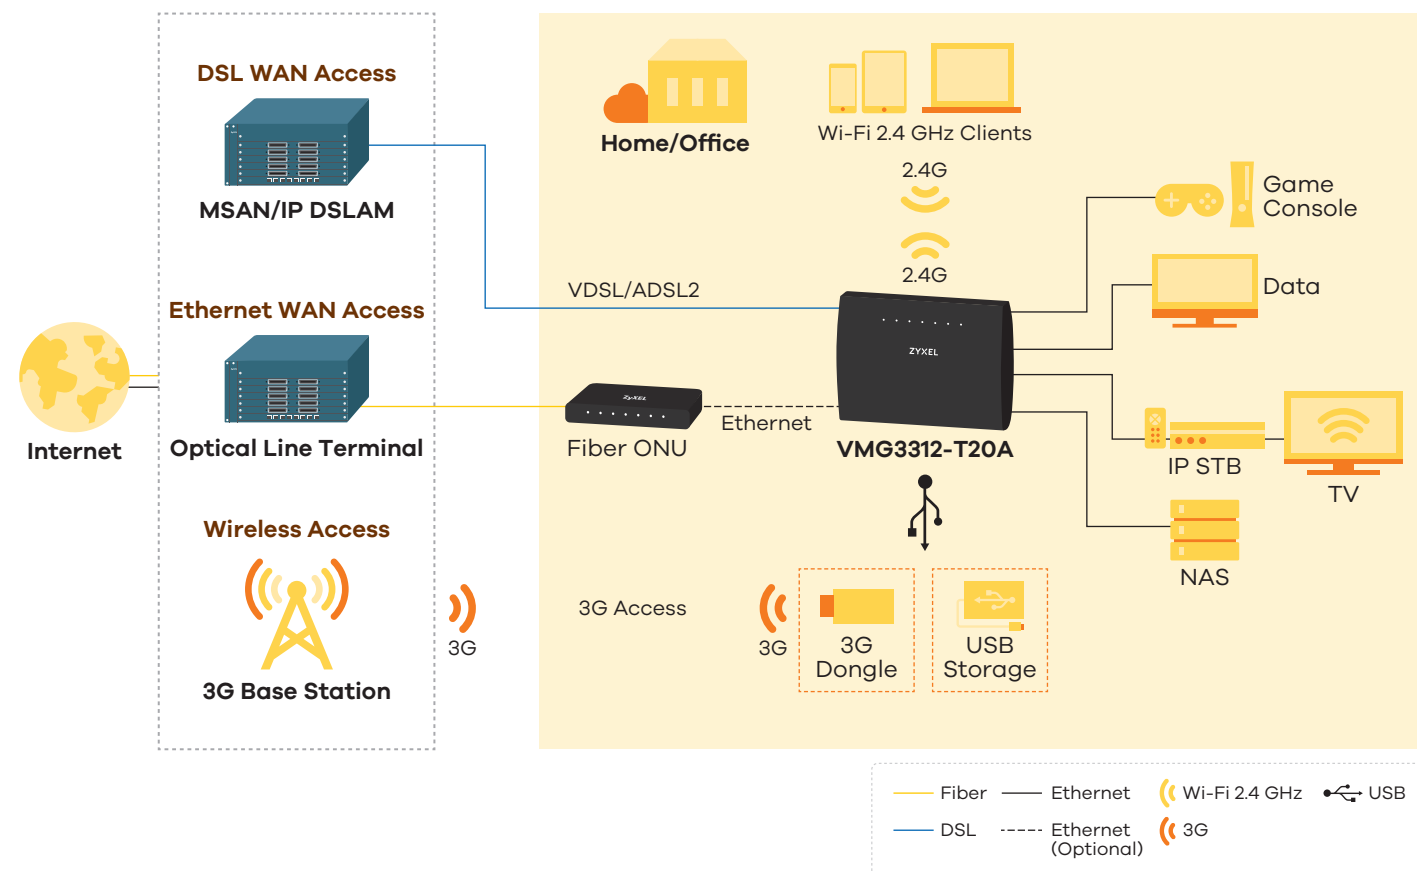 DSL WAN Access
MSAN/IP DSLAM
Ethernet WAN Access
Optical Line Terminal
Internet
Wireless Access
3G Base Station
3G
Home/Office
Wi-Fi 2.4 GHz Clients
2.4G
2.4G
VDSL/ADSL2
ZYXEL
ZyXEL
Fiber ONU
Ethernet
VMG3312-T20A
Game
Console
Data
IP STB
TV
NAS
3G Access
3G
3G
Dongle
USB
Storage
Fiber
Ethernet
Wi-Fi 2.4 GHz
USB
DSL
Ethernet
(Optional)
3G